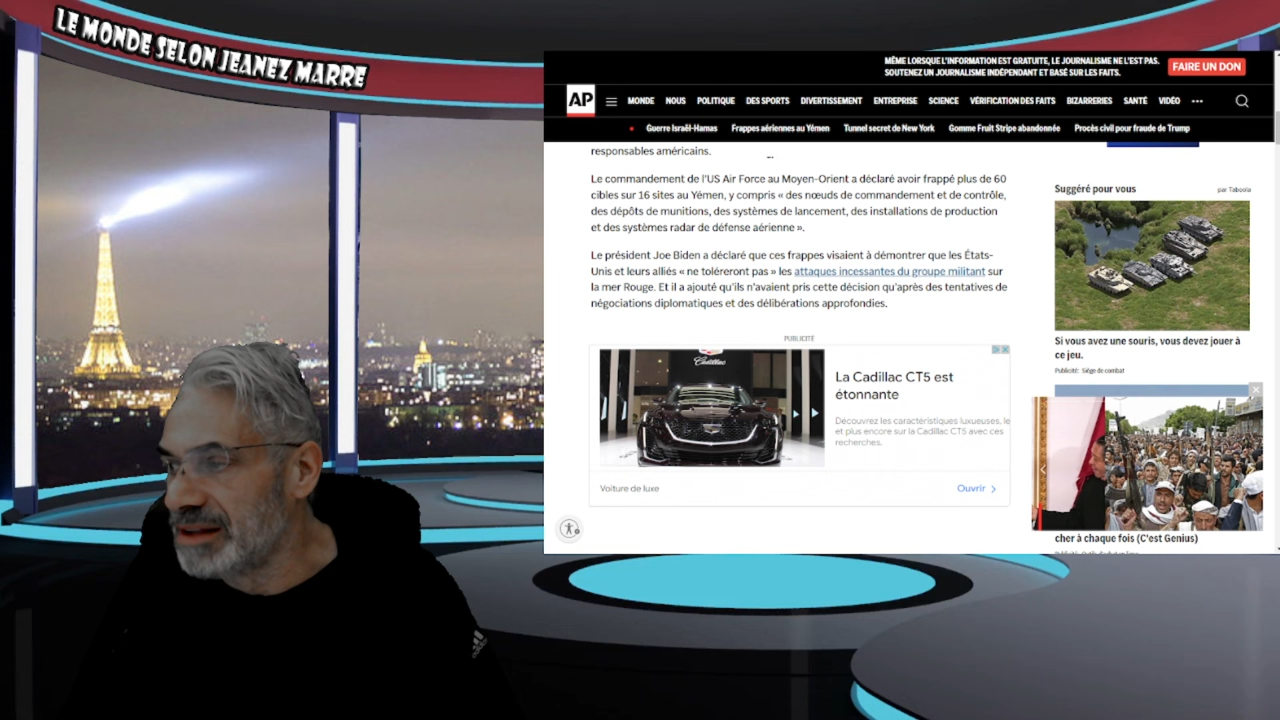 LE MONDE SELON JEANEZ MARRE
MÊME LORSQUE L'INFORMATION EST GRATUITE, LE JOURNALISME NE L'EST PAS.
SOUTENEZ UN JOURNALISME INDÉPENDANT ET BASÉ SUR LES FAITS.
FAIRE UN DON
AP
MONDE NOUS POLITIQUE DES SPORTS DIVERTISSEMENT ENTREPRISE SCIENCE VÉRIFICATION DES FAITS BIZARRERIES SANTÉ VIDÉO
Guerre Israël-Hamas Frappes aériennes au Yémen Tunnel secret de New York Gomme Fruit Stripe abandonnée Procès civil pour fraude de Trump
responsables américains.
Le commandement de l'US Air Force au Moyen-Orient a déclaré avoir frappé plus de 60
cibles sur 16 sites au Yémen, y compris « des nœuds de commandement et de contrôle,
des dépôts de munitions, des systèmes de lancement, des installations de production
et des systèmes radar de défense aérienne ».
Le président Joe Biden a déclaré que ces frappes visaient à démontrer que les États-
Unis et leurs alliés « ne toléreront pas » les attaques incessantes du groupe militant sur
la mer Rouge. Et il a ajouté qu'ils n'avaient pris cette décision qu'après des tentatives de
négociations diplomatiques et des délibérations approfondies.
PUBLICITÉ
Cadillac
La Cadillac CT5 est
étonnante
Découvrez les caractéristiques luxueuses, le
et plus encore sur la Cadillac CT5 avec ces
recherches.
Voiture de luxe
Ouvrir
Suggéré pour vous
par Taboola
Si vous avez une souris, vous devez jouer à
ce jeu.
Publicité: Siège de combat
cher à chaque fois (C'est Genius)
adidas